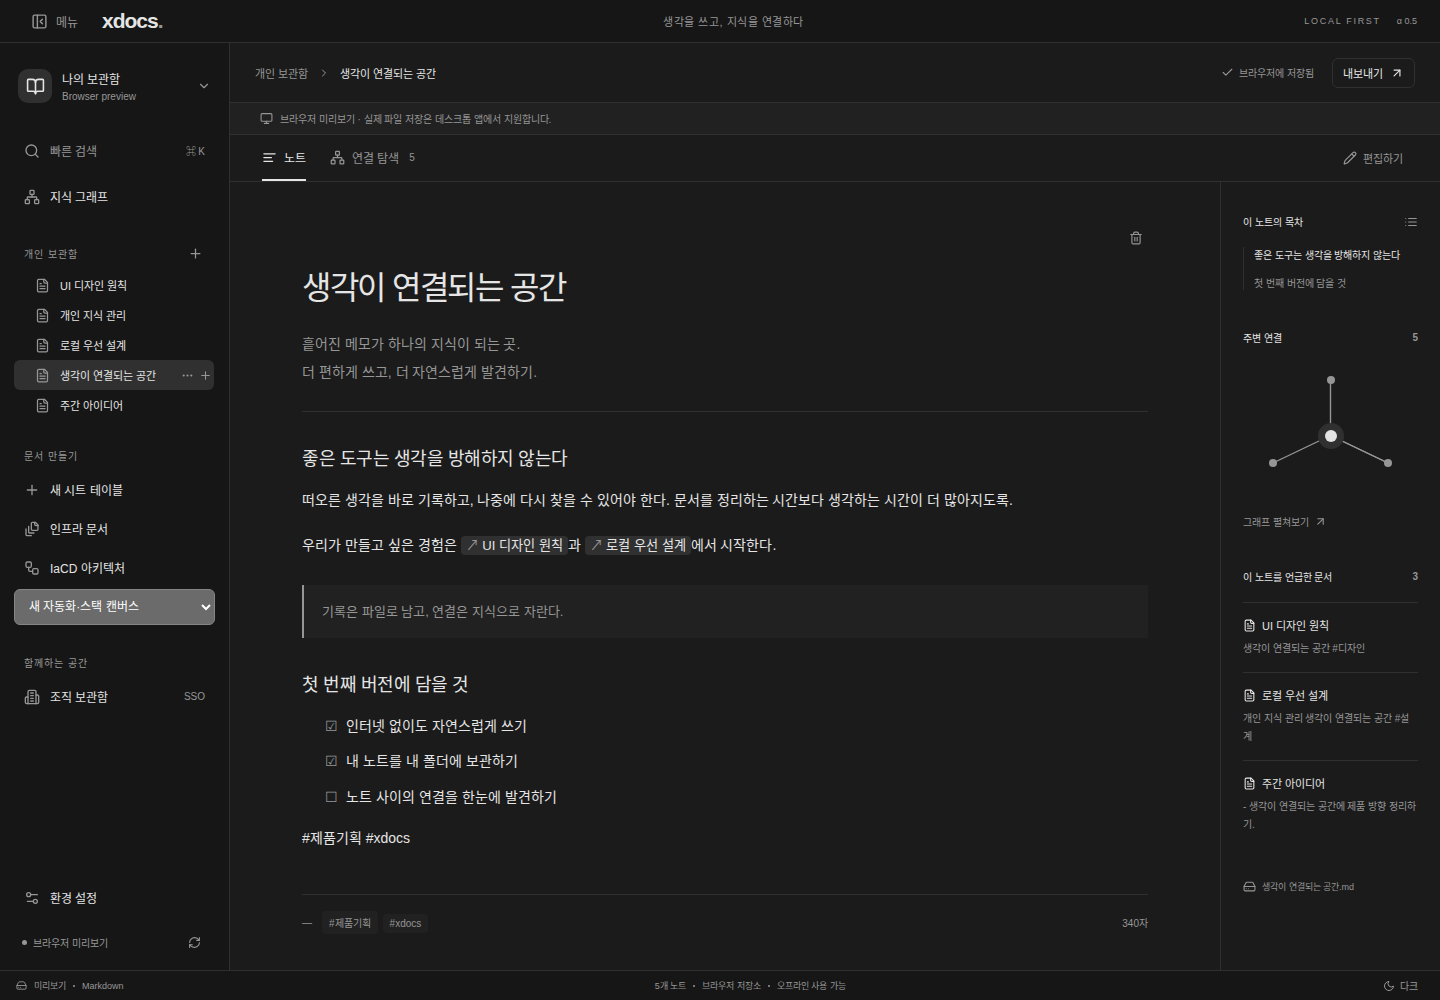 메뉴
xdocs.
생각을 쓰고, 지식을 연결하다
LOCAL FIRST
α 0.5
나의 보관함
Browser preview
빠른 검색
⌘ K
지식 그래프
개인 보관함
UI 디자인 원칙
개인 지식 관리
로컬 우선 설계
생각이 연결되는 공간
주간 아이디어
문서 만들기
새 시트 테이블
인프라 문서
IaCD 아키텍처
새 자동화·스택 캔버스
함께하는 공간
조직 보관함
SSO
환경 설정
브라우저 미리보기
개인 보관함
생각이 연결되는 공간
브라우저에 저장됨
내보내기
브라우저 미리보기 · 실제 파일 저장은 데스크톱 앱에서 지원합니다.
노트
연결 탐색 5
편집하기
생각이 연결되는 공간
흩어진 메모가 하나의 지식이 되는 곳.
더 편하게 쓰고, 더 자연스럽게 발견하기.
좋은 도구는 생각을 방해하지 않는다
떠오른 생각을 바로 기록하고, 나중에 다시 찾을 수 있어야 한다. 문서를 정리하는 시간보다 생각하는 시간이 더 많아지도록.
우리가 만들고 싶은 경험은 ↗ UI 디자인 원칙과 ↗ 로컬 우선 설계에서 시작한다.
기록은 파일로 남고, 연결은 지식으로 자란다.
첫 번째 버전에 담을 것
☑ 인터넷 없이도 자연스럽게 쓰기
☑ 내 노트를 내 폴더에 보관하기
☐ 노트 사이의 연결을 한눈에 발견하기
#제품기획 #xdocs
— #제품기획 #xdocs
340자
이 노트의 목차
좋은 도구는 생각을 방해하지 않는다
첫 번째 버전에 담을 것
주변 연결
5
그래프 펼쳐보기
이 노트를 언급한 문서
3
UI 디자인 원칙
생각이 연결되는 공간 #디자인
로컬 우선 설계
개인 지식 관리 생각이 연결되는 공간 #설
계
주간 아이디어
- 생각이 연결되는 공간에 제품 방향 정리하
기.
생각이 연결되는 공간.md
미리보기 • Markdown
5개 노트 • 브라우저 저장소 • 오프라인 사용 가능
다크